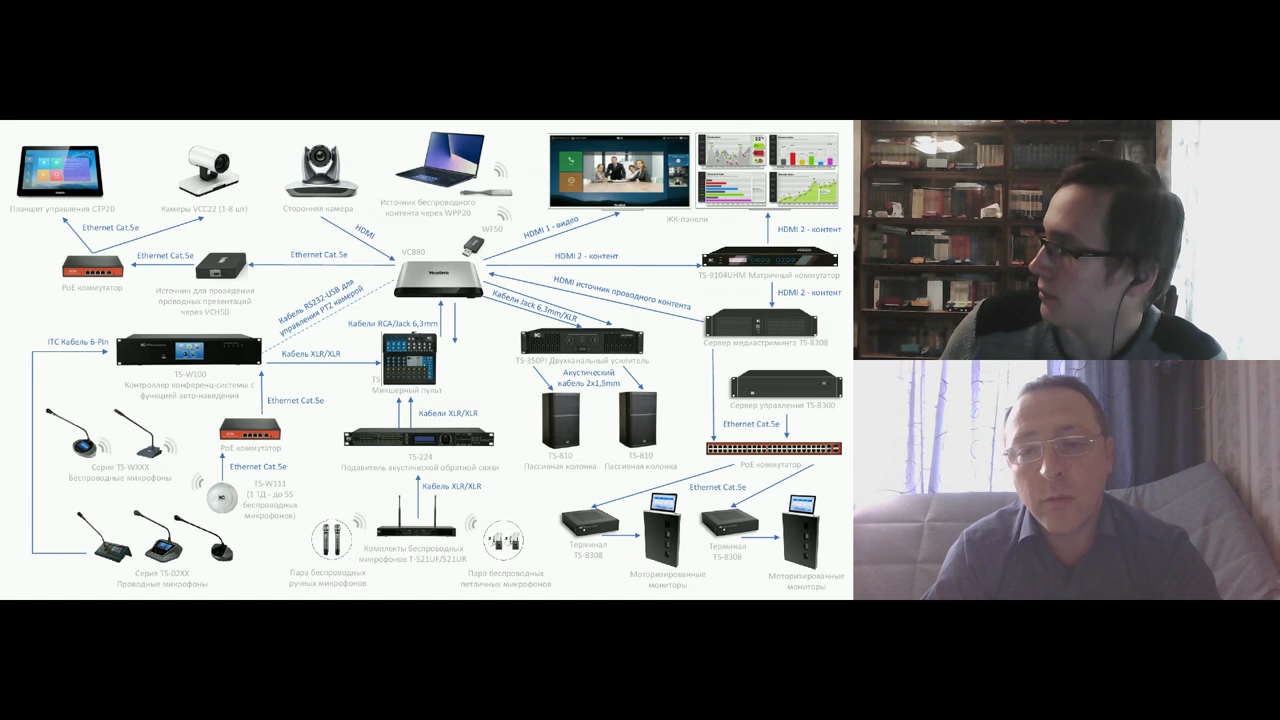 Планшет управления CTP20
Камеры VCC22 (1-8 шт)
Сторонняя камера
Источник беспроводного
контента через WPP20
WF50
ЖК-панели
Ethernet Cat.5e
HDMI
HDMI 1 - видео
HDMI 2 - контент
VC880
Yealink
Ethernet Cat.5e
Ethernet Cat.5e
HDMI 2 - контент
TS-9104UHM Матричный коммутатор
PoE коммутатор
Источник для проведения
проводных презентаций
через VCH50
Кабель RS232-USB для
управления PTZ камерой
HDMI источник проводного контента
HDMI 2 - контент
Кабели Jack 6,3mm/XLR
Кабели RCA/Jack 6,3mm
ITC Кабель 6-Pin
Кабель XLR/XLR
Сервер медиастриминга TS-8308
TS-W100
Контроллер конференц-системы с
функцией авто-наведения
TS
Микшерный пульт
TS-350PI Двухканальный усилитель
Акустический
кабель 2x1,5mm
Ethernet Cat.5e
Кабели XLR/XLR
Сервер управления TS-8300
Ethernet Cat.5e
PoE коммутатор
TS-224
Подавитель акустической обратной связи
TS-810
Пассивная колонка
TS-810
Пассивная колонка
PoE коммутатор
Серия TS-WXXX
Беспроводные микрофоны
Ethernet Cat.5e
TS-W111
(1 ТД - до 55
беспроводных
микрофонов)
Кабель XLR/XLR
Ethernet Cat.5e
Серия TS-02XX
Проводные микрофоны
Пара беспроводных
ручных микрофонов
Комплекты беспроводных
микрофонов T-521UF/521UR
Пара беспроводных
петличных микрофонов
Терминал
TS-8308
Моторизированные
мониторы
Терминал
TS-8308
Моторизированные
мониторы